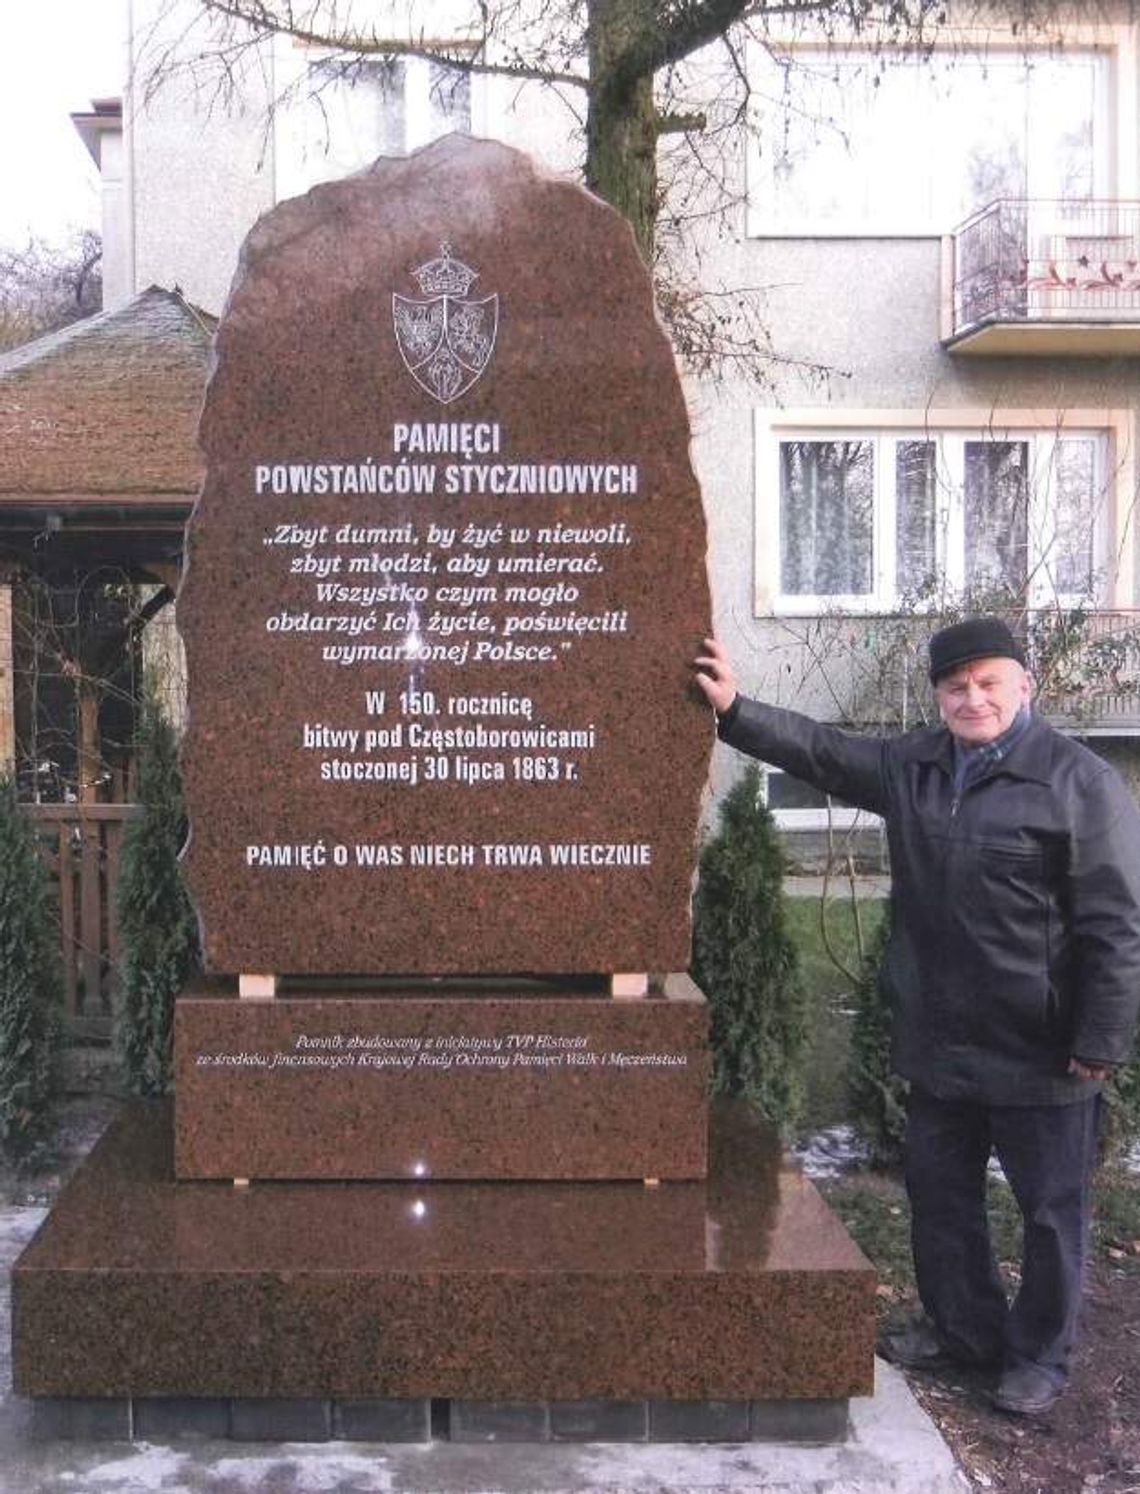 PAMIĘCI
POWSTAŃCÓW STYCZNIOWYCH
„Zbyt dumni, by żyć w niewoli,
zbyt młodzi, aby umierać.
Wszystko czym mogło
obdarzyć Ich życie, poświęcili
wymarzonej Polsce."
W 150. rocznicę
bitwy pod Częstoborowicami
stoczonej 30 lipca 1863 r.
PAMIĘĆ O WAS NIECH TRWA WIECZNIE
Pomnik zbudowany z inicjatywy TVP Historia
ze środków finansowych Krajowej Rady Ochrony Pamięci Walk i Męczeństwa